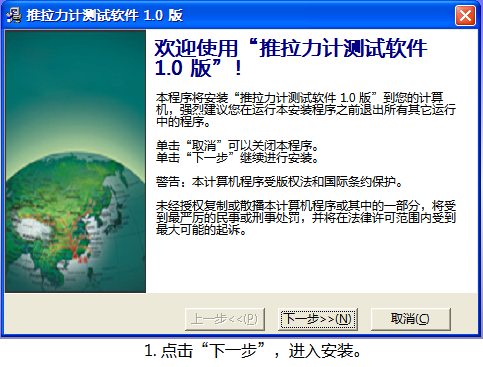 推拉力计测试软件 1.0 版
欢迎使用“推拉力计测试软件
1.0 版”!
本程序将安装“推拉力计测试软件 1.0 版”到您的计算
机，强烈建议您在运行本安装程序之前退出所有其它运行
中的程序。
单击“取消”可以关闭本程序。
单击“下一步”继续进行安装。
警告：本计算机程序受版权法和国际条约保护。
未经授权复制或散播本计算机程序或其中的一部分，将受
到最严厉的民事或刑事处罚，并将在法律许可范围内受到
最大可能的起诉。
上一步<<(P) 下一步>>(N) 取消(C)
1. 点击“下一步”，进入安装。